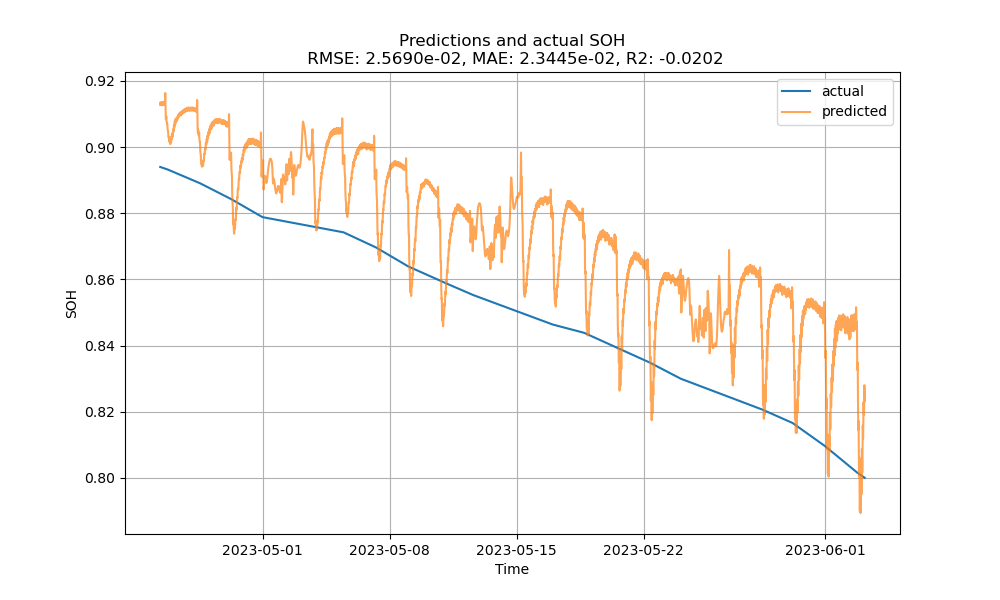 Predictions and actual SOH
RMSE: 2.5690e-02, MAE: 2.3445e-02, R2: -0.0202
actual
predicted
0.92
0.90
0.88
0.86
0.84
0.82
0.80
SOH
2023-05-01
2023-05-08
2023-05-15
2023-05-22
2023-06-01
Time